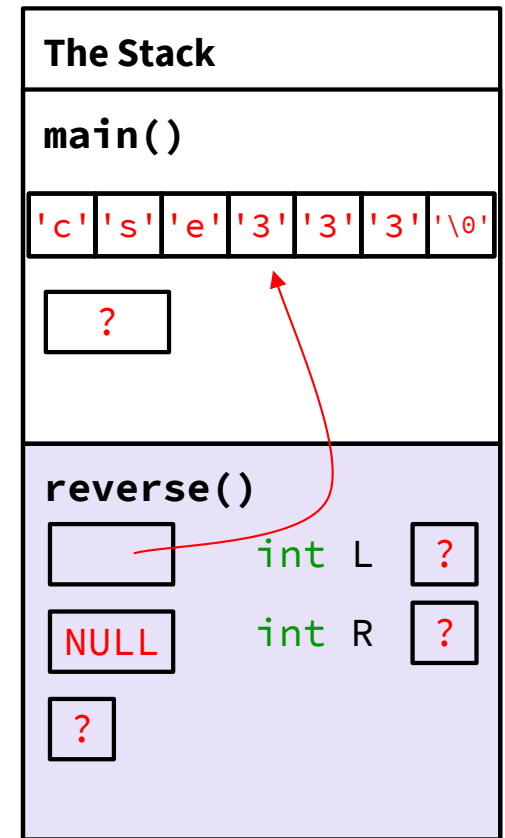 The Stack
main()
'c' 's' 'e' '3' '3' '3' '\0'
?
reverse()
int L ?
NULL int R ?
?